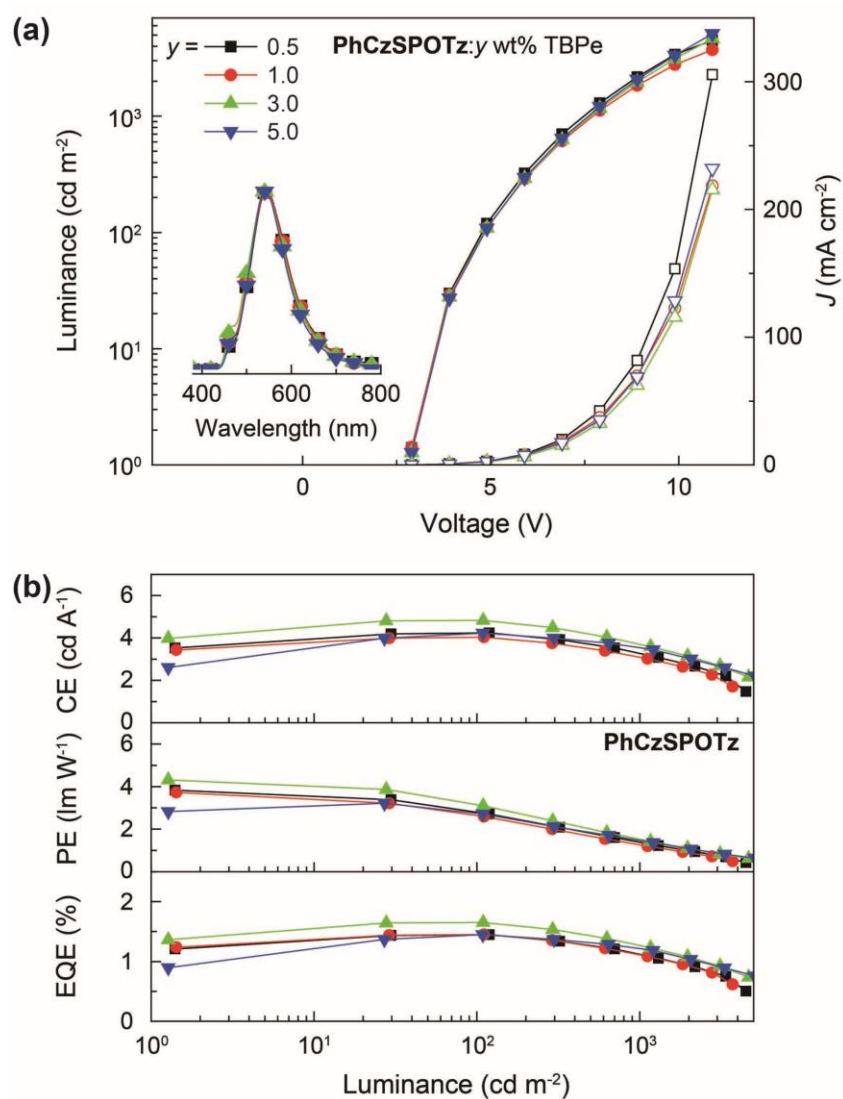 (a)
y = 0.5 PhCzSPOTz:y wt% TBPe
1.0
3.0
5.0
Luminance (cd m⁻²)
10³
10²
10¹
10⁰
300
200
100
0
J (mA cm⁻²)
400 600 800
Wavelength (nm)
0 5 10
Voltage (V)
(b)
CE (cd A⁻¹)
6
4
2
0
PhCzSPOTz
PE (lm W⁻¹)
6
4
2
0
EQE (%)
2
1
0
10⁰ 10¹ 10² 10³
Luminance (cd m⁻²)